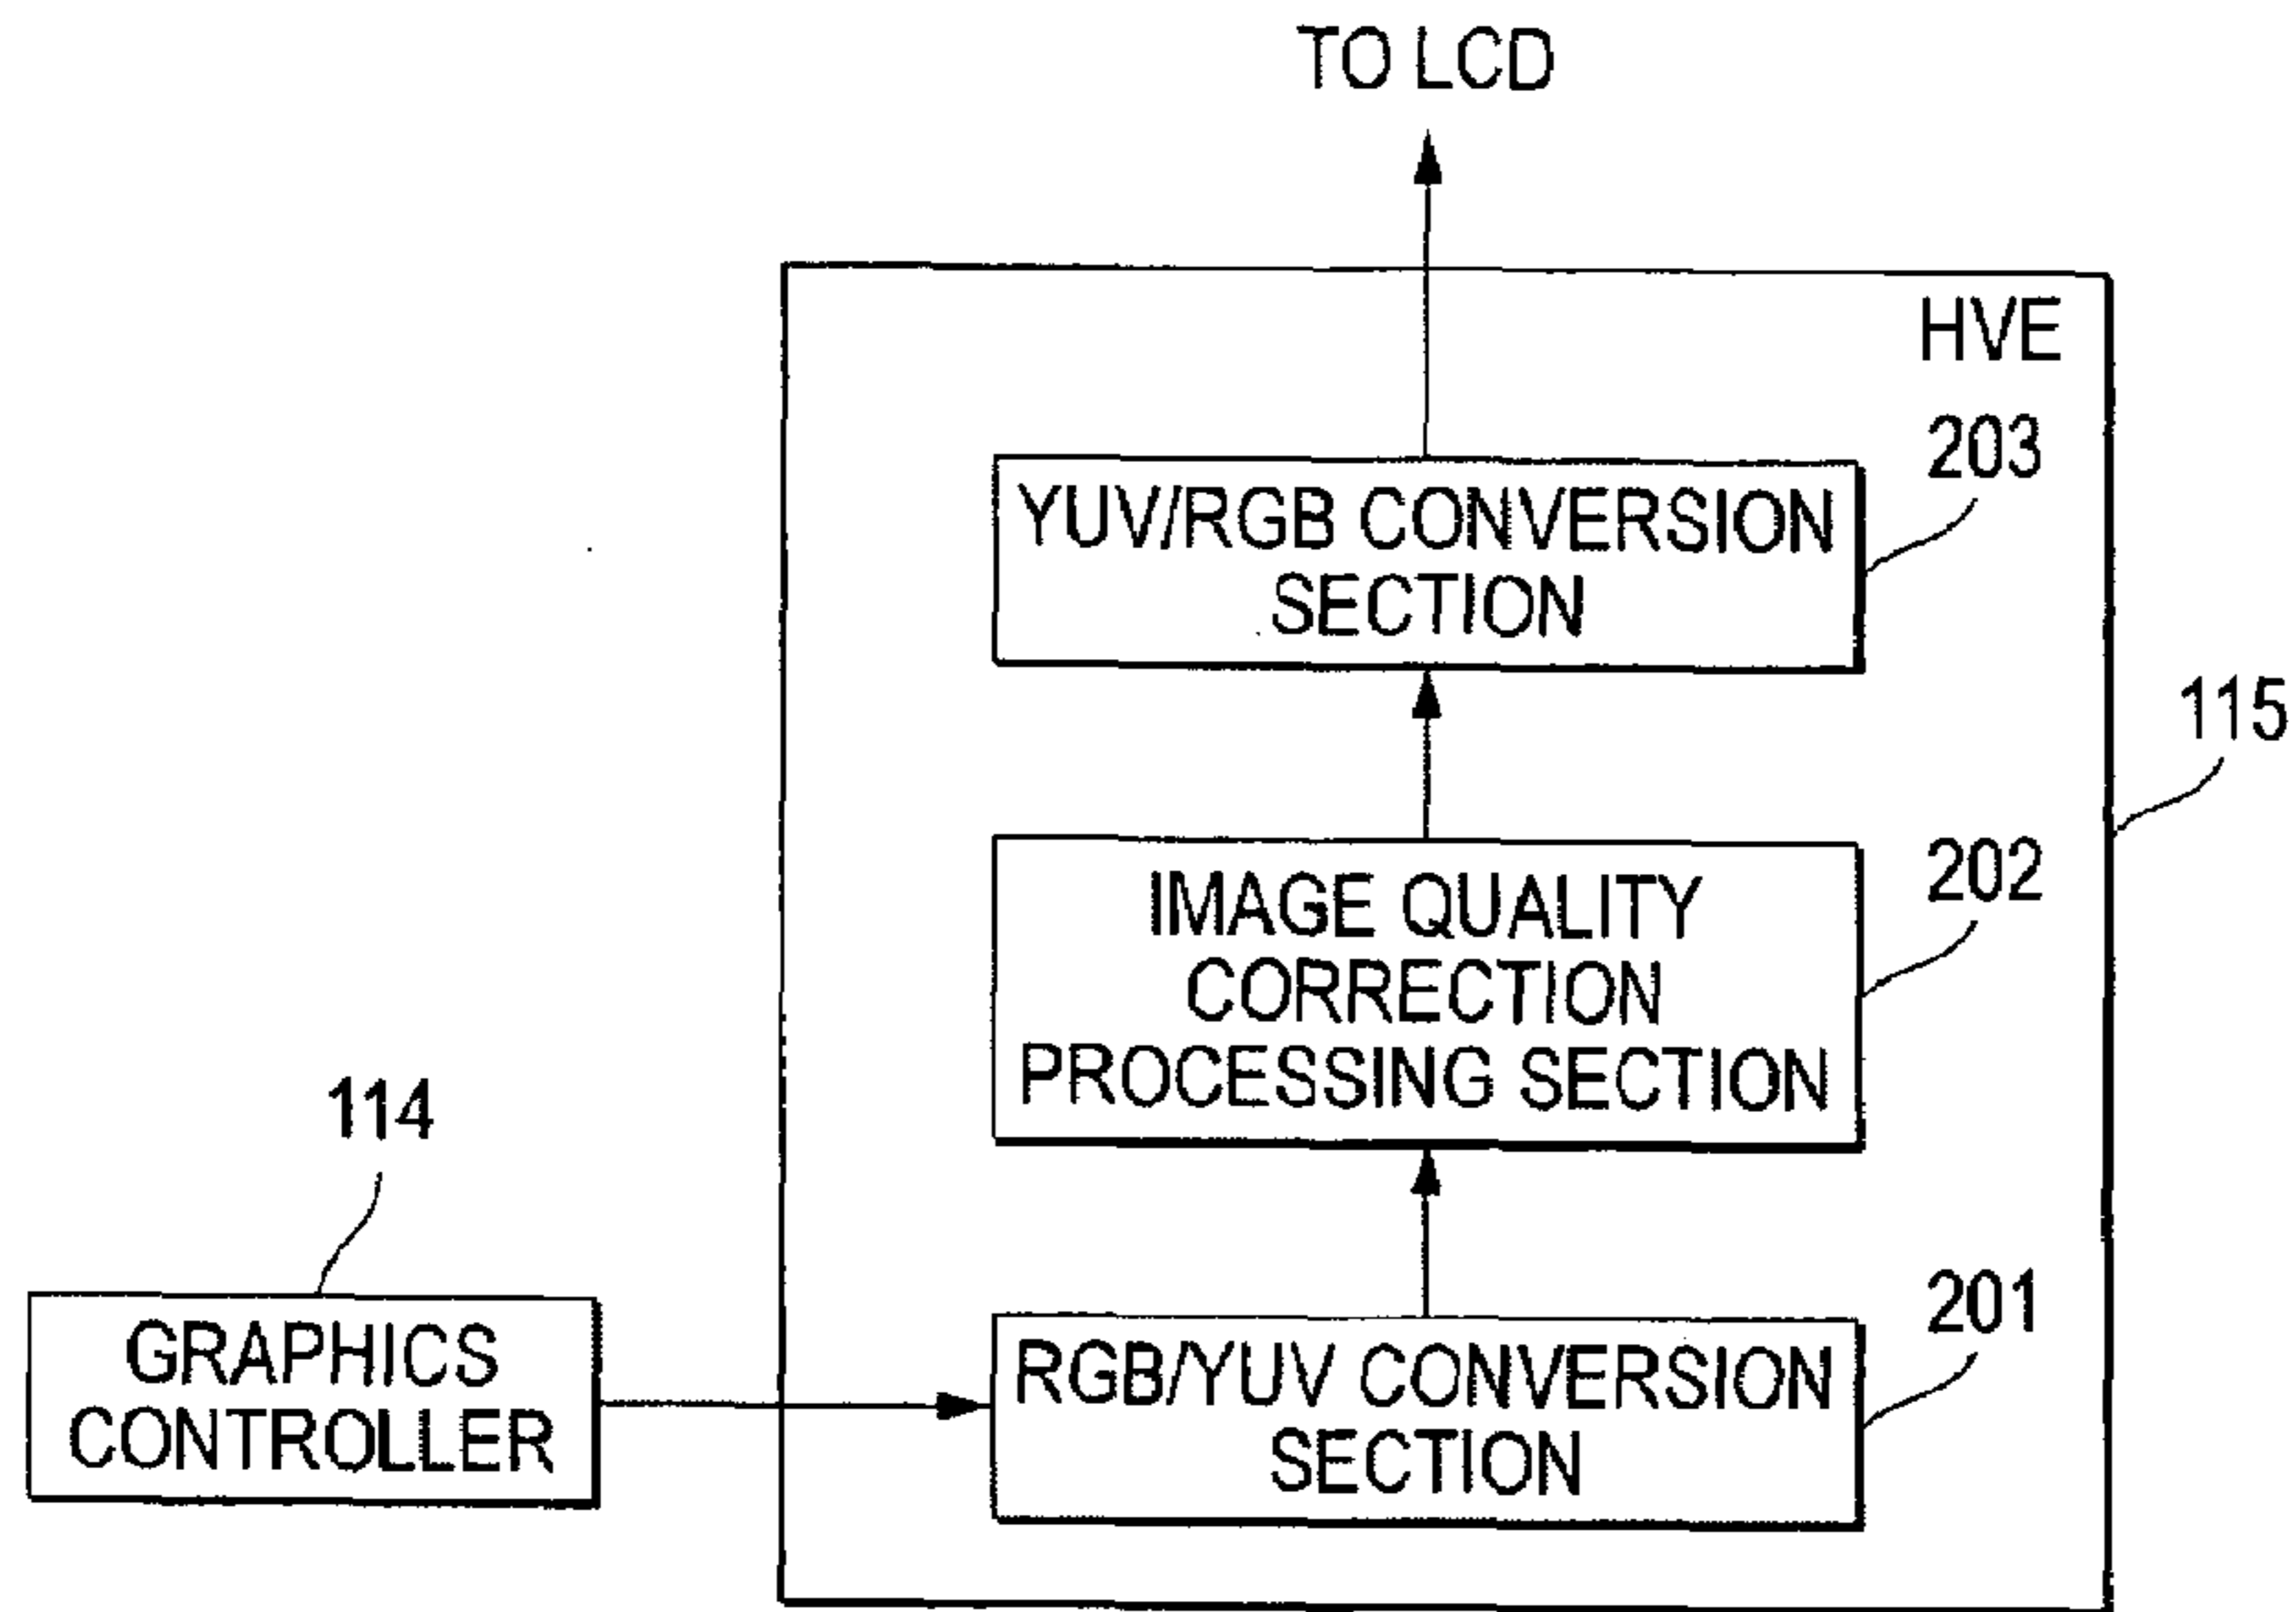 TO LCD
HVE
203
YUV/RGB CONVERSION
SECTION
115
202
IMAGE QUALITY
CORRECTION
PROCESSING SECTION
114
201
GRAPHICS
CONTROLLER
RGB/YUV CONVERSION
SECTION